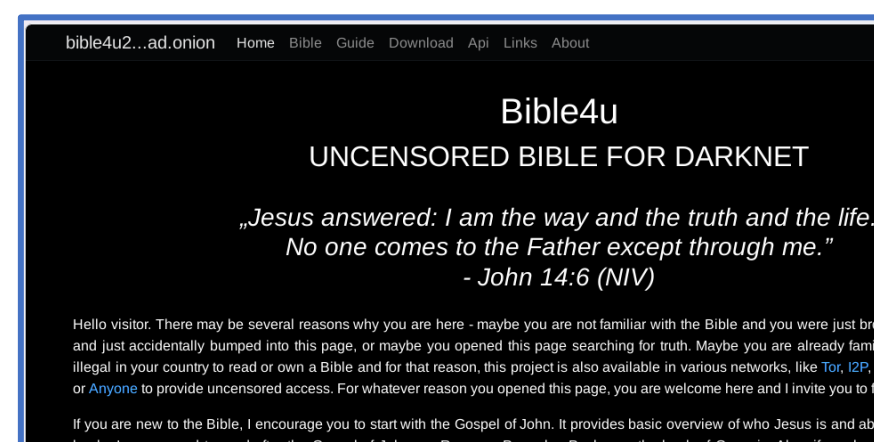 bible4u2...ad.onion Home Bible Guide Download Api Links About
Bible4u
UNCENSORED BIBLE FOR DARKNET
„Jesus answered: I am the way and the truth and the life.
No one comes to the Father except through me.”
- John 14:6 (NIV)
Hello visitor. There may be several reasons why you are here - maybe you are not familiar with the Bible and you were just
and just accidentally bumped into this page, or maybe you opened this page searching for truth. Maybe you are already
illegal in your country to read or own a Bible and for that reason, this project is also available in various networks, like Tor, I2P,
or Anyone to provide uncensored access. For whatever reason you opened this page, you are welcome here and I invite you to
If you are new to the Bible, I encourage you to start with the Gospel of John. It provides basic overview of who Jesus is and